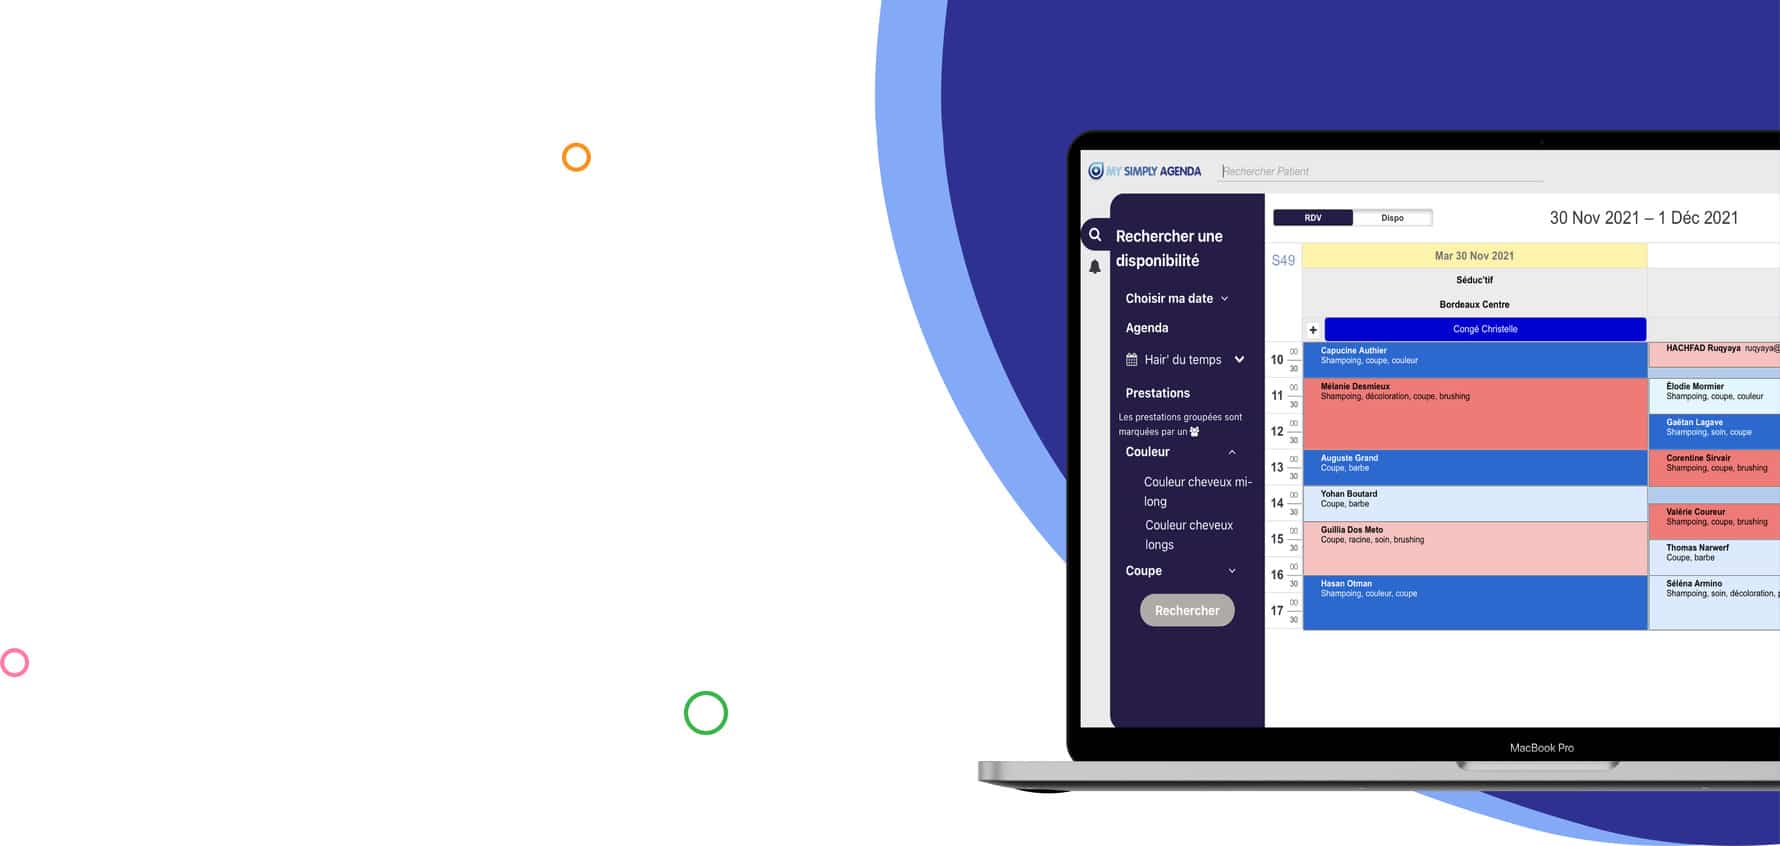 MY SIMPLY AGENDA
Rechercher Patient
Rechercher une
disponibilité
Choisir ma date
Agenda
Hair' du temps
Prestations
Les prestations groupées sont
marquées par un
Couleur
Couleur cheveux mi-
long
Couleur cheveux
longs
Coupe
Rechercher
RDV Dispo
30 Nov 2021 – 1 Déc 2021
S49
Mar 30 Nov 2021
Séduc'tif
Bordeaux Centre
+ Congé Christelle
10 00
30
11 00
30
12 00
30
13 00
30
14 00
30
15 00
30
16 00
30
17 00
30
Capucine Authier
Shampoing, coupe, couleur
Mélanie Desmieux
Shampoing, décoloration, coupe, brushing
Auguste Grand
Coupe, barbe
Yohan Boutard
Coupe, barbe
Guillia Dos Meto
Coupe, racine, soin, brushing
Hasan Otman
Shampoing, couleur, coupe
HACHFAD Ruqyaya ruqyaya@
Élodie Mormier
Shampoing, coupe, couleur
Gaëtan Lagave
Shampoing, soin, coupe
Corentine Sirvair
Shampoing, coupe, brushing
Valérie Coureur
Shampoing, coupe, brushing
Thomas Narwerf
Coupe, barbe
Séléna Armino
Shampoing, soin, décoloration,
MacBook Pro